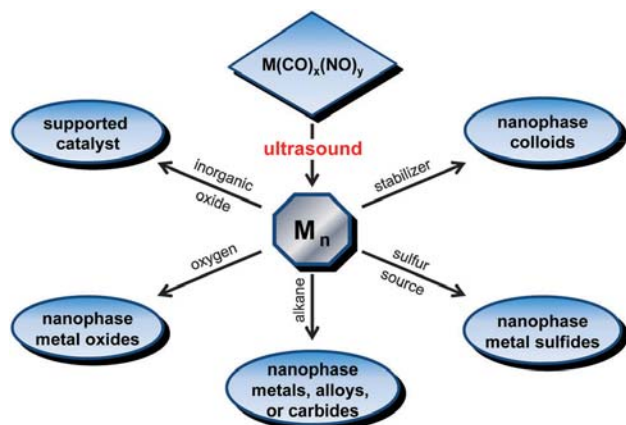 M(CO)ₓ(NO)ᵧ
ultrasound
supported
catalyst
nanophase
colloids
inorganic
oxide
stabilizer
Mₙ
oxygen
alkane
sulfur
source
nanophase
metal oxides
nanophase
metal sulfides
nanophase
metals, alloys,
or carbides